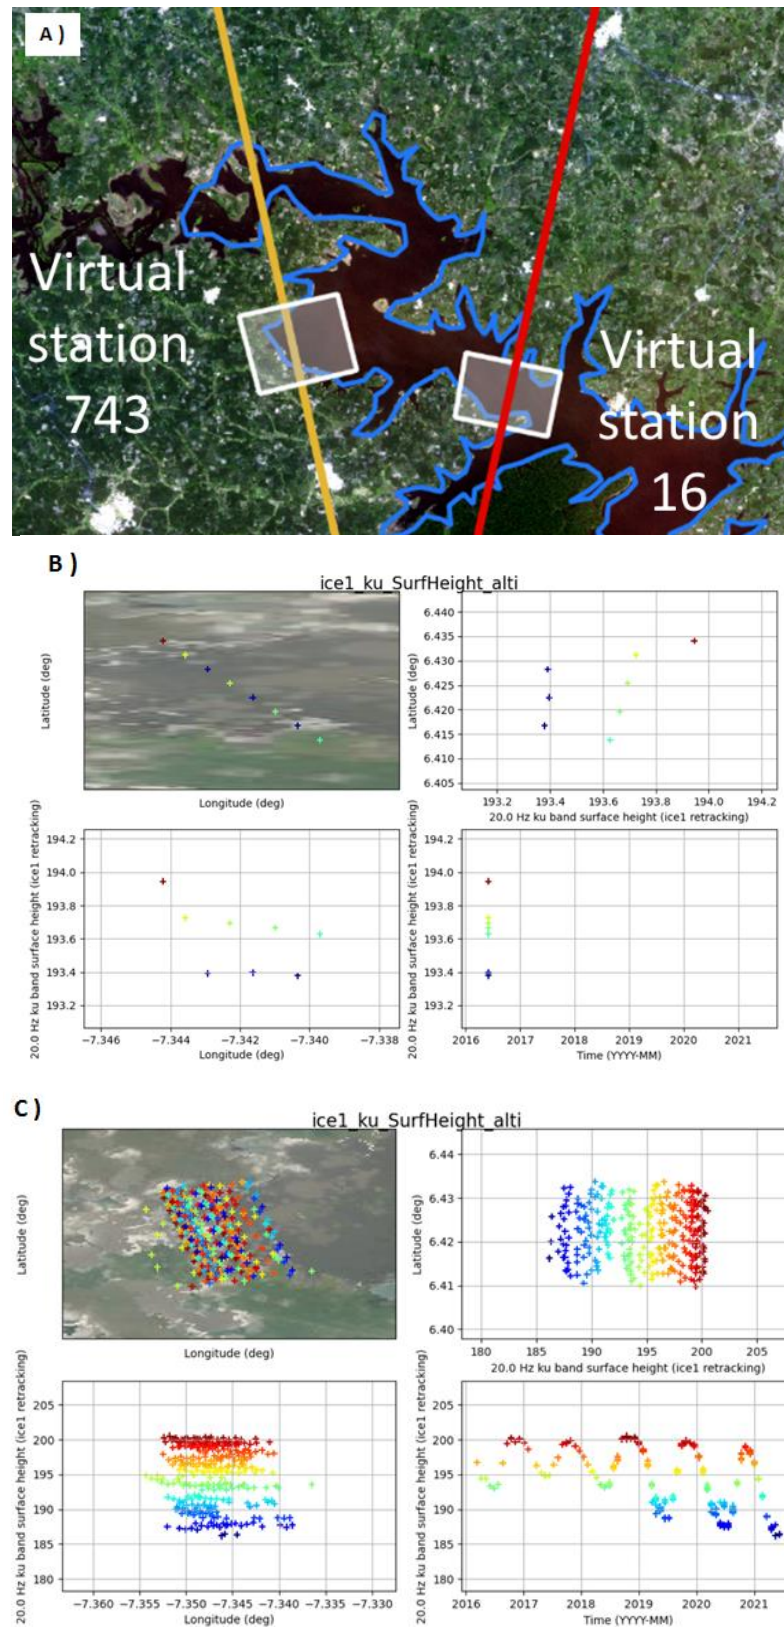 A )
Virtual
station
743
Virtual
station
16
B )
ice1_ku_SurfHeight_alti
Latitude (deg)
Longitude (deg)
Latitude (deg)
6.440
6.435
6.430
6.425
6.420
6.415
6.410
6.405
193.2 193.4 193.6 193.8 194.0 194.2
20.0 Hz ku band surface height (ice1 retracking)
20.0 Hz ku band surface height (ice1 retracking)
194.2
194.0
193.8
193.6
193.4
193.2
−7.346 −7.344 −7.342 −7.340 −7.338
Longitude (deg)
20.0 Hz ku band surface height (ice1 retracking)
194.2
194.0
193.8
193.6
193.4
193.2
2016 2017 2018 2019 2020 2021
Time (YYYY-MM)
C )
ice1_ku_SurfHeight_alti
Latitude (deg)
Longitude (deg)
Latitude (deg)
6.44
6.43
6.42
6.41
6.40
180 185 190 195 200 205
20.0 Hz ku band surface height (ice1 retracking)
20.0 Hz ku band surface height (ice1 retracking)
205
200
195
190
185
180
−7.360 −7.355 −7.350 −7.345 −7.340 −7.335 −7.330
Longitude (deg)
20.0 Hz ku band surface height (ice1 retracking)
205
200
195
190
185
180
2016 2017 2018 2019 2020 2021
Time (YYYY-MM)